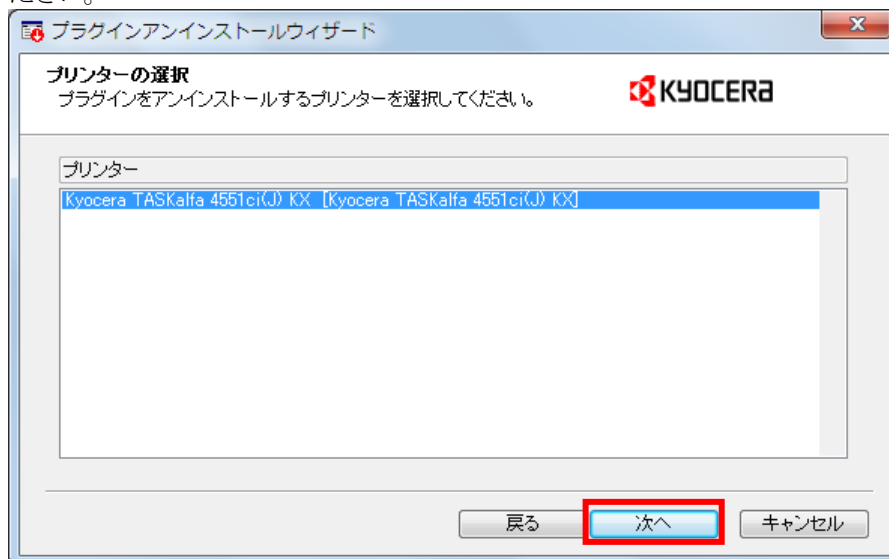 ださい。
プラグインアンインストールウィザード
プリンターの選択
プラグインをアンインストールするプリンターを選択してください。
KYOCERA
プリンター
Kyocera TASKalfa 4551ci(J) KX [Kyocera TASKalfa 4551ci(J) KX]
戻る
次へ
キャンセル